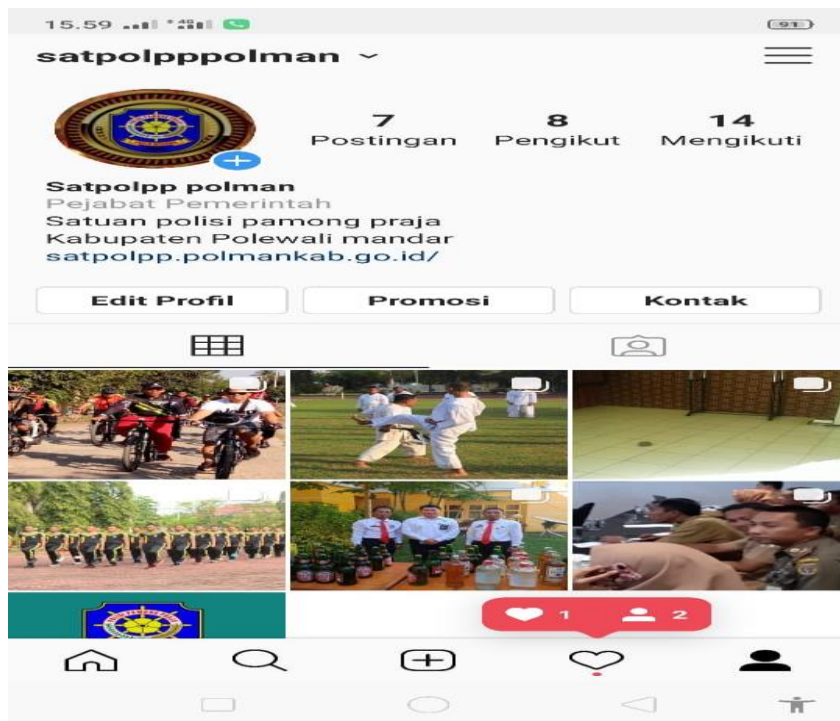 15.59
91
satpolpppolman
7 8 14
Postingan Pengikut Mengikuti
Satpolpp polman
Pejabat Pemerintah
Satuan polisi pamong praja
Kabupaten Polewali mandar
satpolpp.polmankab.go.id/
Edit Profil Promosi Kontak
1 2